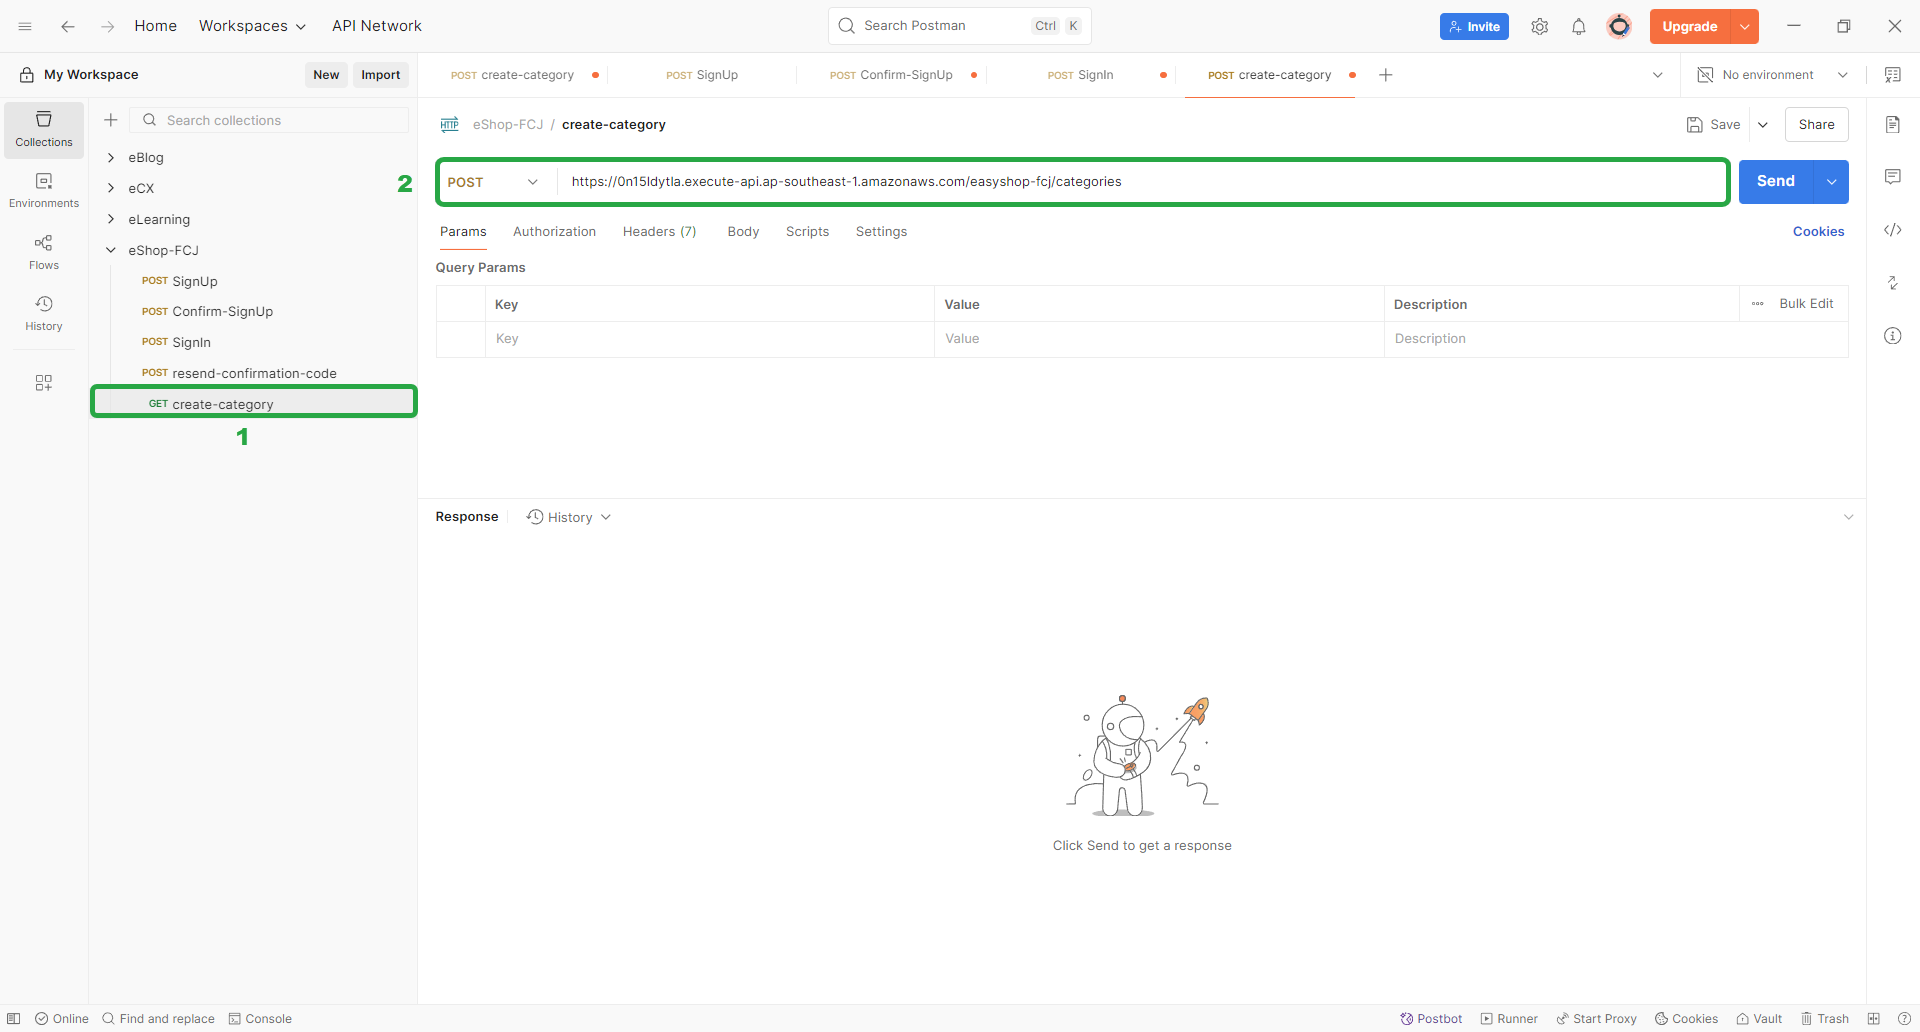 Home Workspaces API Network Search Postman Ctrl K Invite Upgrade
My Workspace New Import POST create-category POST SignUp POST Confirm-SignUp POST SignIn POST create-category No environment
Collections
Environments
Flows
History
Search collections
eBlog
eCX
eLearning
eShop-FCJ
POST SignUp
POST Confirm-SignUp
POST SignIn
POST resend-confirmation-code
GET create-category
1
HTTP eShop-FCJ / create-category Save Share
2 POST https://0n15ldytla.execute-api.ap-southeast-1.amazonaws.com/easyshop-fcj/categories Send
Params Authorization Headers (7) Body Scripts Settings Cookies
Query Params
Key Value Description Bulk Edit
Key Value Description
Response History
Click Send to get a response
Online Find and replace Console Postbot Runner Start Proxy Cookies Vault Trash